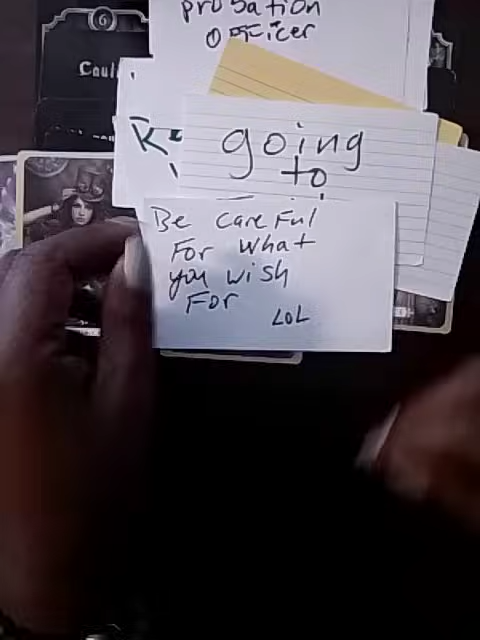 probation
officer
6
going
to
Be careful
For what
you wish
For
LOL